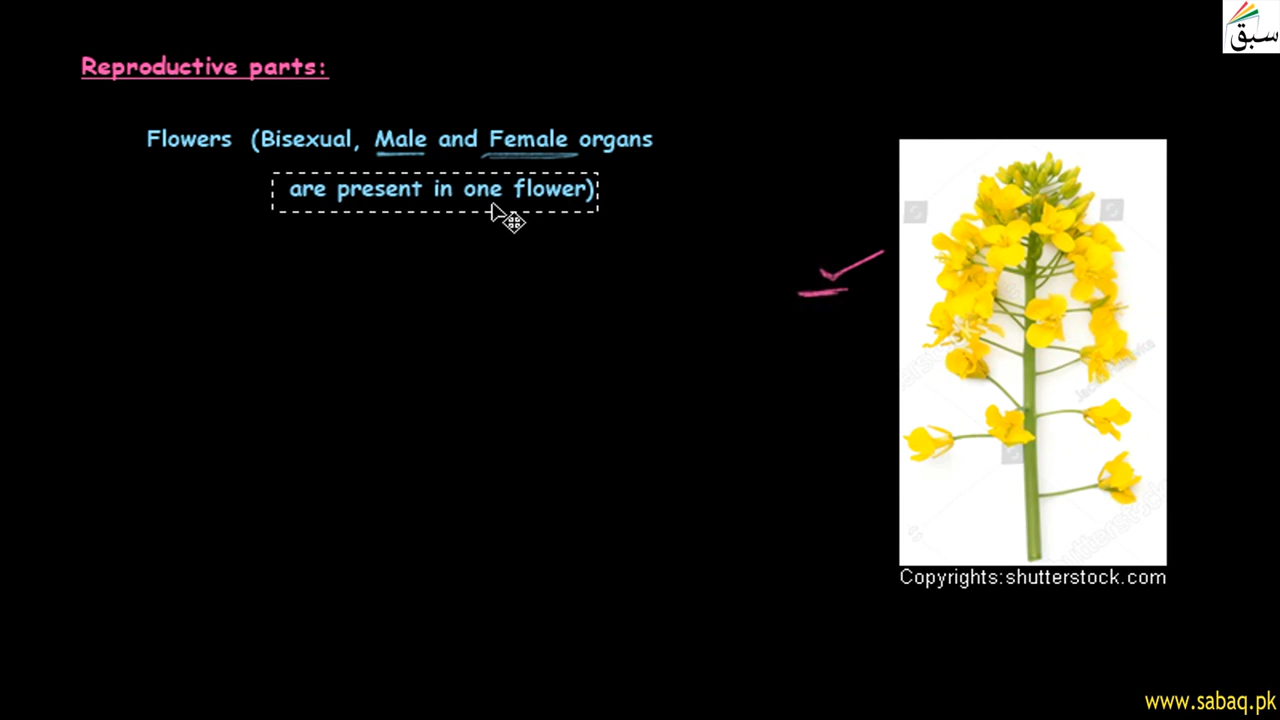 سبق
Reproductive parts:
Flowers (Bisexual, Male and Female organs
are present in one flower)
Copyrights:shutterstock.com
www.sabaq.pk